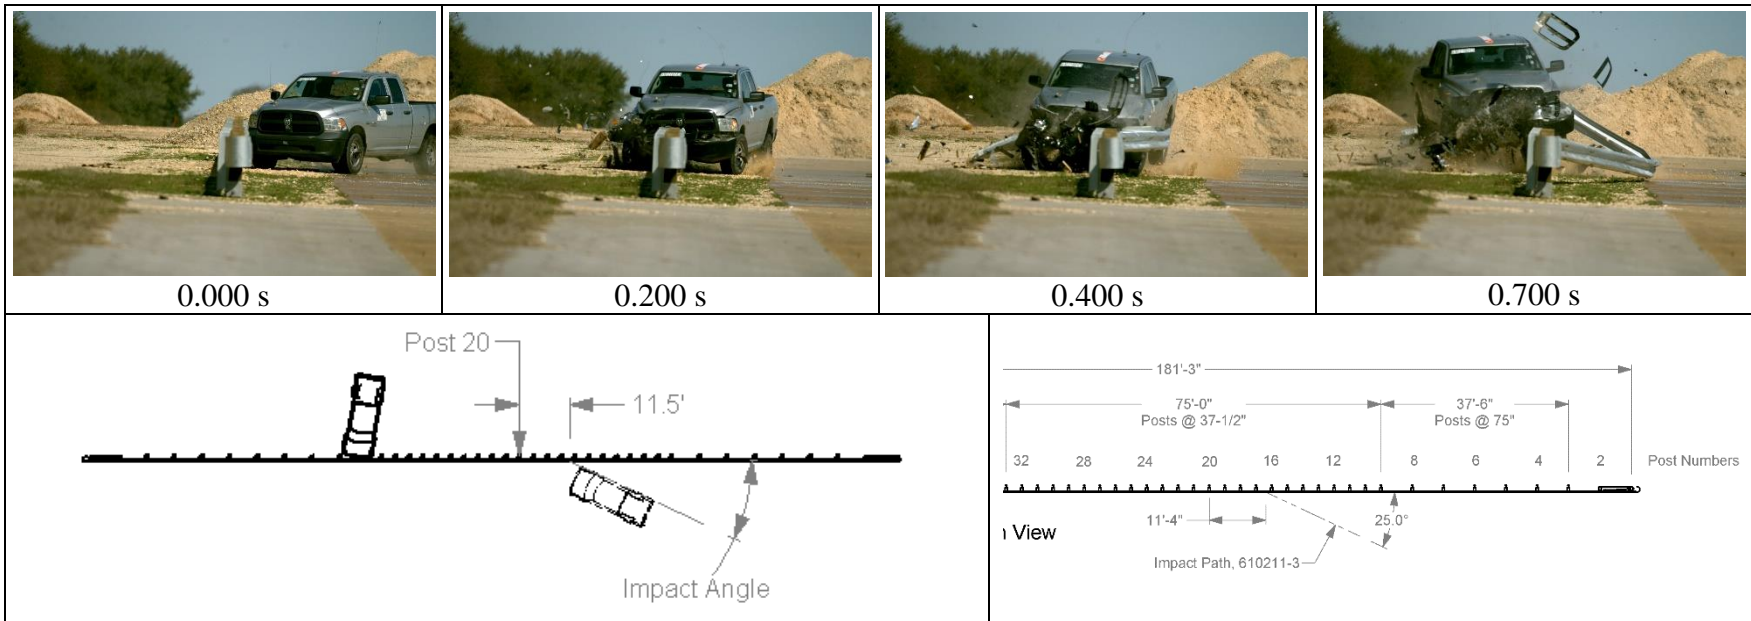 0.000 s
0.200 s
0.400 s
0.700 s
Post 20
11.5'
Impact Angle
181'-3"
75'-0"
Posts @ 37-1/2"
37'-6"
Posts @ 75"
32 28 24 20 16 12 8 6 4 2 Post Numbers
11'-4"
25.0°
View
Impact Path, 610211-3